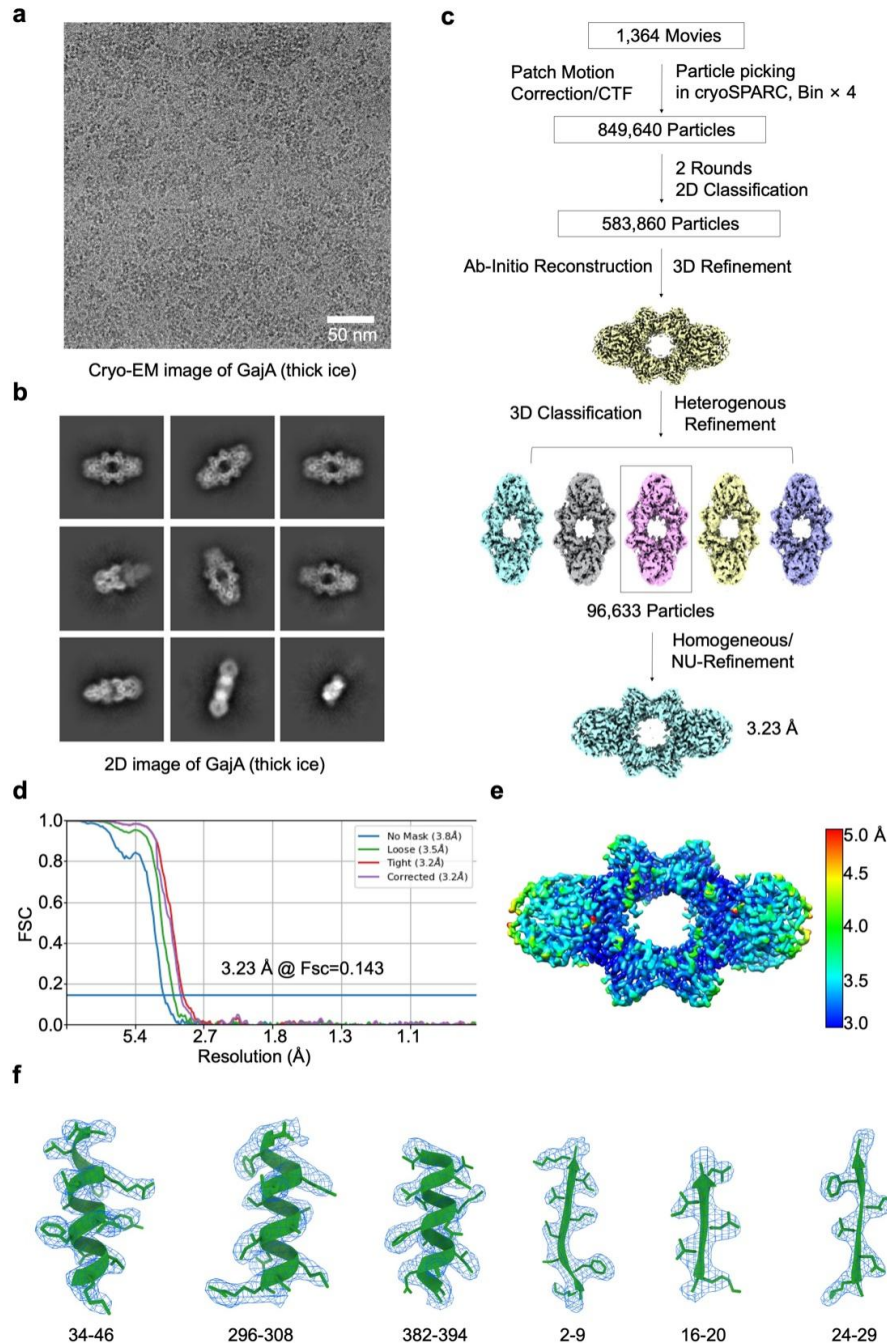 a
50 nm
Cryo-EM image of GajA (thick ice)
b
2D image of GajA (thick ice)
c
1,364 Movies
Patch Motion
Correction/CTF
Particle picking
in cryoSPARC, Bin × 4
849,640 Particles
2 Rounds
2D Classification
583,860 Particles
Ab-Initio Reconstruction
3D Refinement
3D Classification
Heterogenous
Refinement
96,633 Particles
Homogeneous/
NU-Refinement
3.23 Å
d
1.0
0.8
0.6
0.4
0.2
0.0
FSC
No Mask (3.8Å)
Loose (3.5Å)
Tight (3.2Å)
Corrected (3.2Å)
3.23 Å @ Fsc=0.143
5.4 2.7 1.8 1.3 1.1
Resolution (Å)
e
5.0 Å
4.5
4.0
3.5
3.0
f
34-46 296-308 382-394 2-9 16-20 24-29